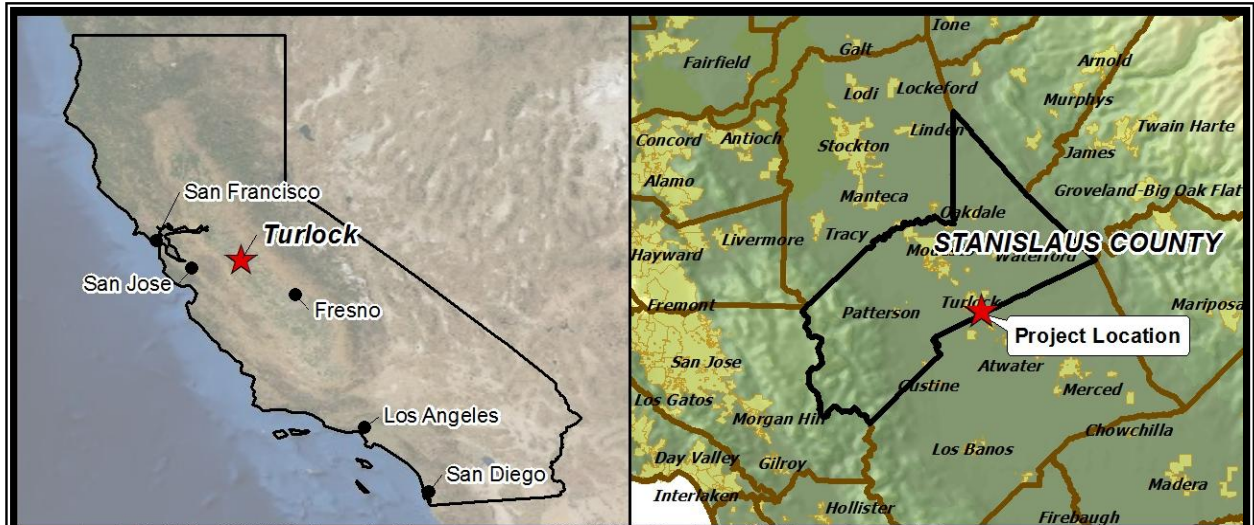 San Francisco
Turlock
San Jose
Fresno
Los Angeles
San Diego
Ione
Galt
Fairfield
Arnold
Lockeford
Lodi
Murphys
Linden
Twain Harte
Concord
Antioch
Stockton
James
Alamo
Manteca
Groveland-Big Oak Flat
Oakdale
Tracy
Livermore
STANISLAUS COUNTY
Hayward
Waterford
Fremont
Turlock
Mariposa
Patterson
Project Location
San Jose
Atwater
Custine
Merced
Los Gatos
Morgan Hill
Chowchilla
Los Banos
Day Valley
Gilroy
Madera
Interlaken
Hollister
Firebaugh